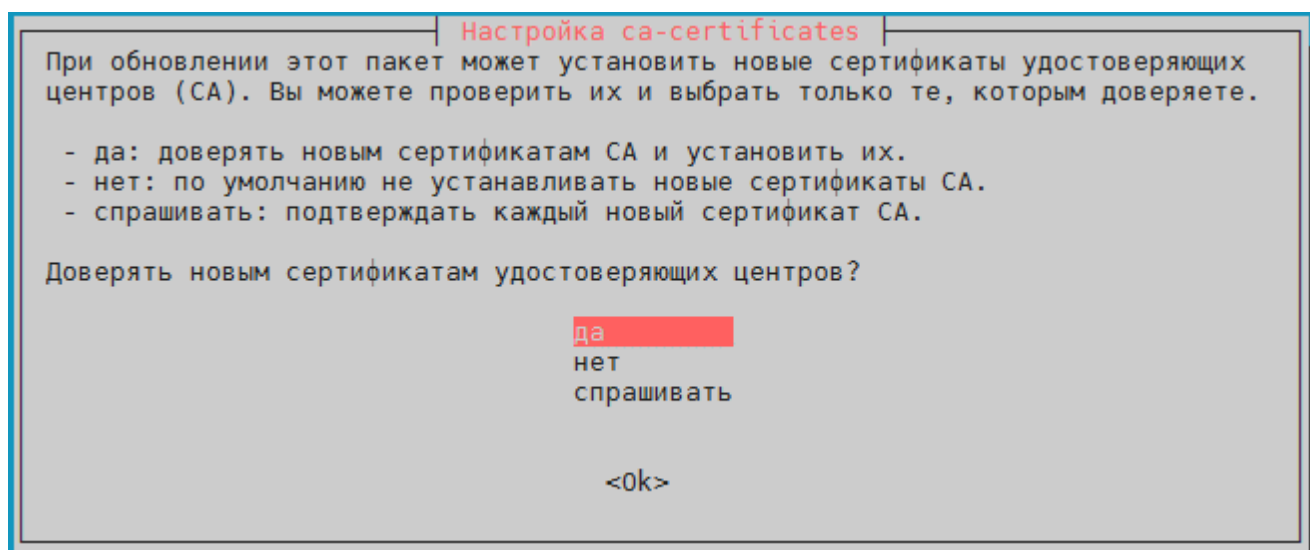 Настройка ca-certificates
При обновлении этот пакет может установить новые сертификаты удостоверяющих
центров (CA). Вы можете проверить их и выбрать только те, которым доверяете.
- да: доверять новым сертификатам CA и установить их.
- нет: по умолчанию не устанавливать новые сертификаты CA.
- спрашивать: подтверждать каждый новый сертификат CA.
Доверять новым сертификатам удостоверяющих центров?
да
нет
спрашивать
<Ok>